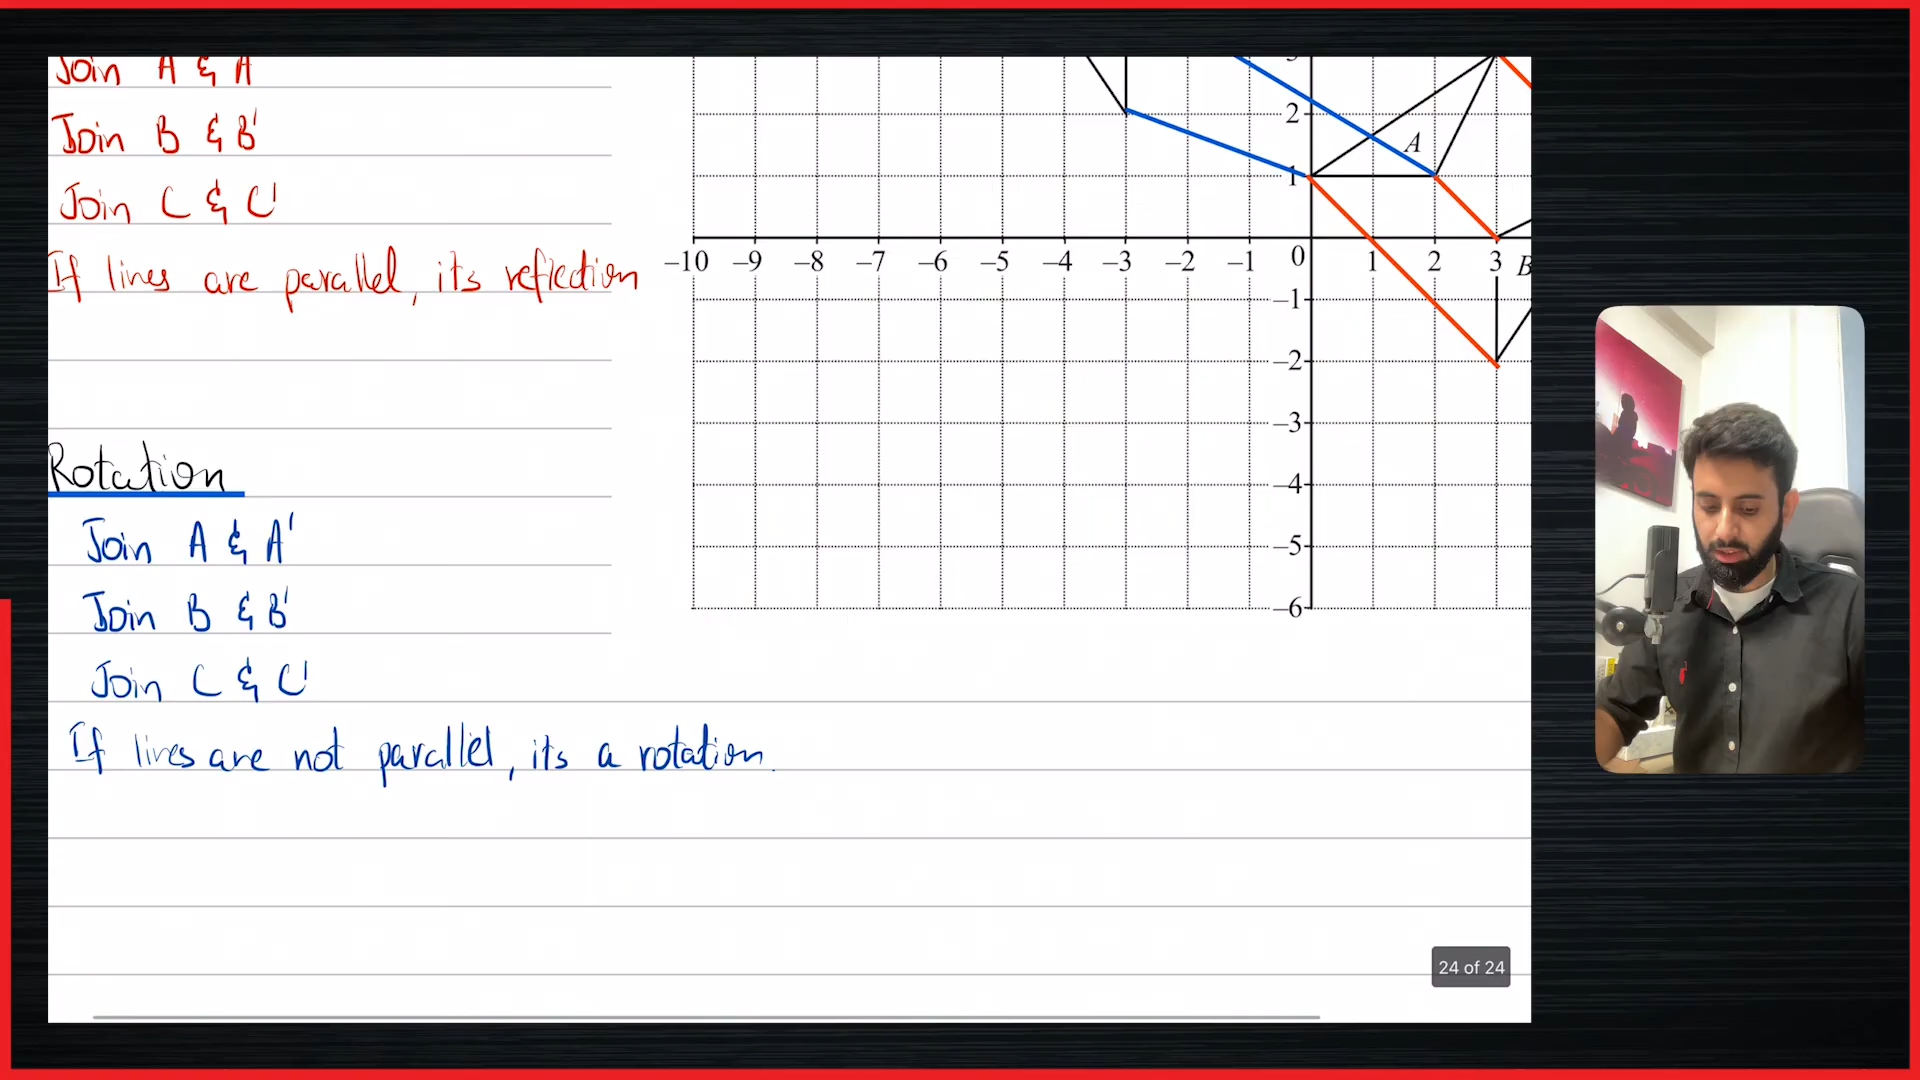 Join A & A
Join B & B'
Join C & C'
If lines are parallel, its reflection
Rotation
Join A & A'
Join B & B'
Join C & C'
If lines are not parallel, its a rotation.
3
2
A
1
–10 –9 –8 –7 –6 –5 –4 –3 –2 –1 0 1 2 3 B
–1
–2
–3
–4
–5
–6
24 of 24